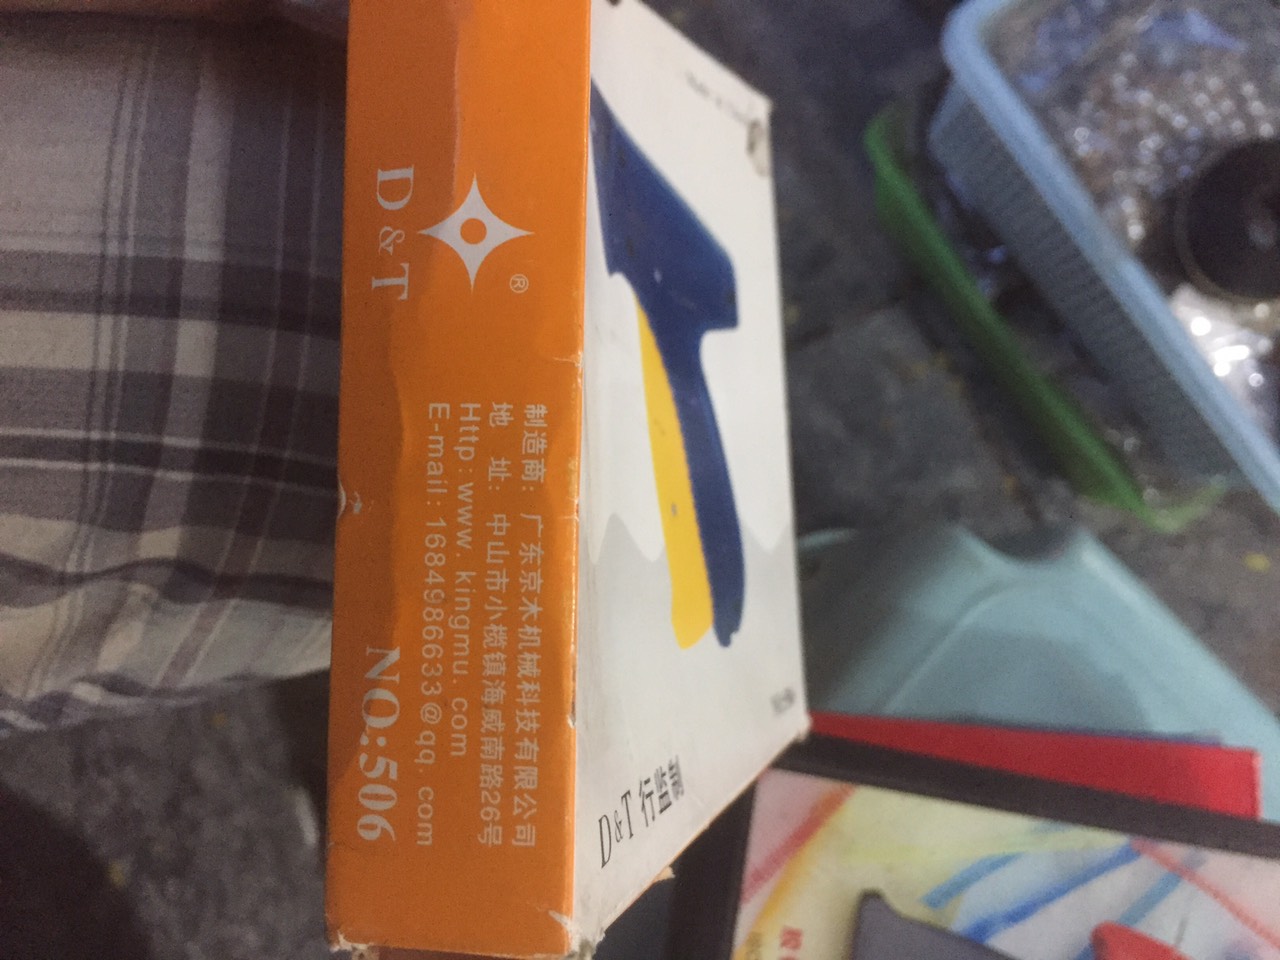 D&T
®
制造商: 广东京木机械科技有限公司
地 址: 中山市小榄镇海威南路26号
Http:www.kingmu.com
E-mail:1684986633@qq.com
NO.:506
D&T 行监制